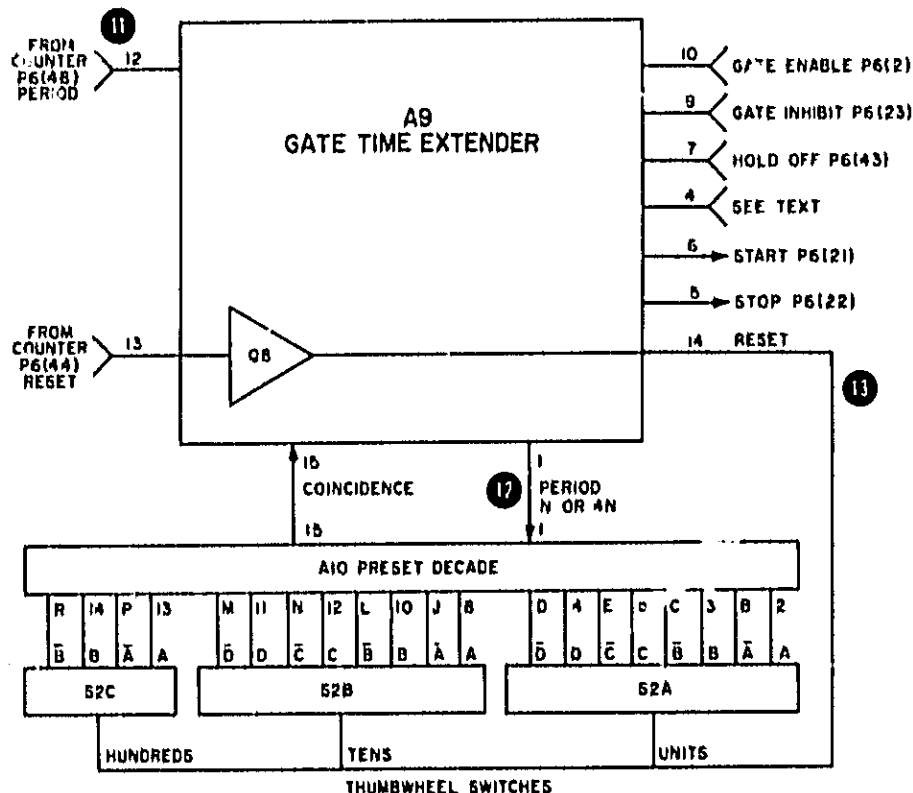 11
FROM
COUNTER
P6(48)
PERIOD
12
A9
GATE TIME EXTENDER
10 GATE ENABLE P6(2)
9 GATE INHIBIT P6(23)
7 HOLD OFF P6(43)
4 SEE TEXT
6 START P6(21)
5 STOP P6(22)
FROM
COUNTER
P6(44)
RESET
13
Q8
14 RESET
13
15
COINCIDENCE
15
12
1
PERIOD
N OR 4N
1
A10 PRESET DECADE
R 14 P 13 M 11 N 12 L 10 J 8 D 4 E 5 C 3 B 2
B̅ B A̅ A D̅ D C̅ C B̅ B A̅ A D̅ D C̅ C B̅ B A̅ A
S2C S2B S2A
HUNDREDS TENS UNITS
THUMBWHEEL SWITCHES